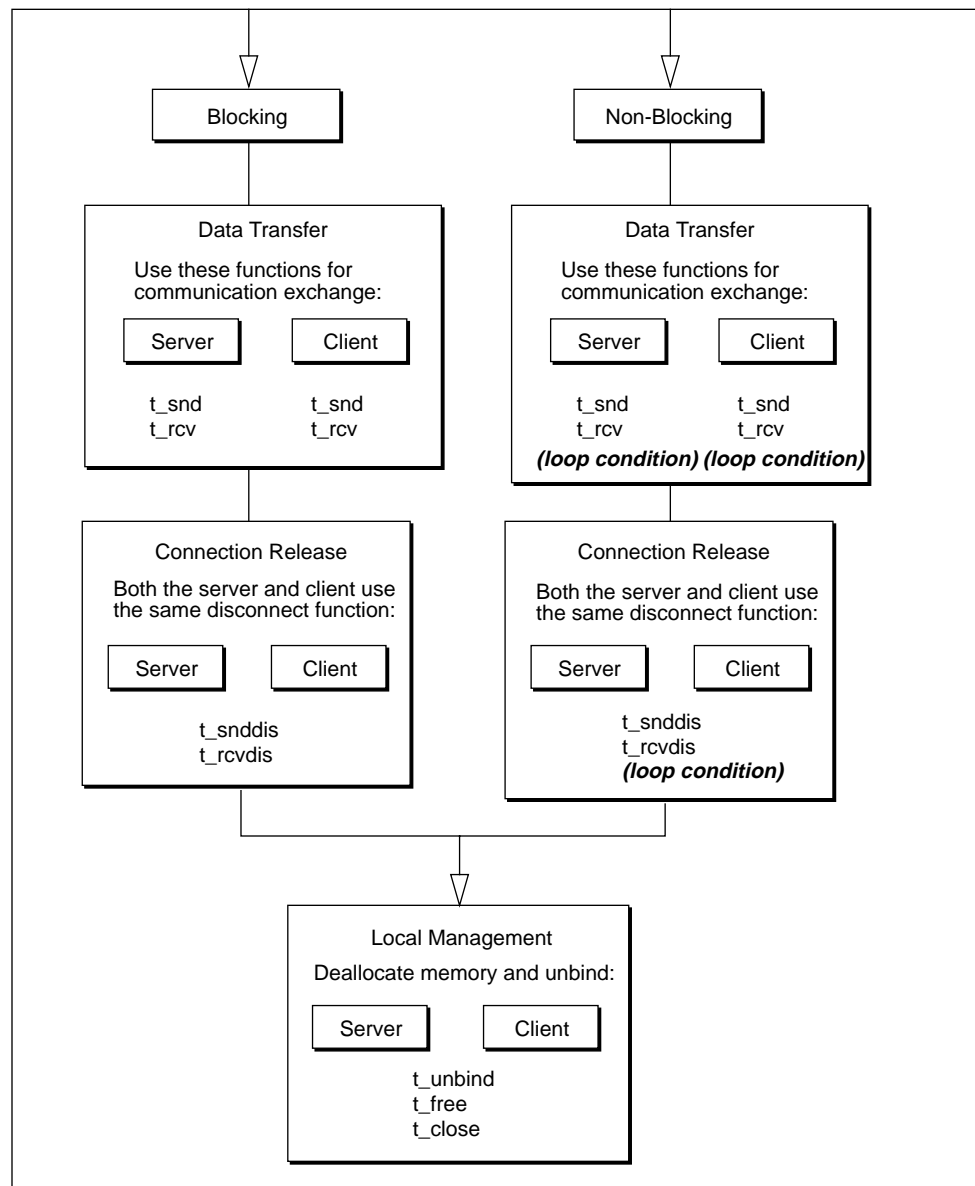 Blocking
Non-Blocking
Data Transfer
Use these functions for
communication exchange:
Server
Client
t_snd
t_rcv
t_snd
t_rcv
Data Transfer
Use these functions for
communication exchange:
Server
Client
t_snd
t_rcv
(loop condition)
t_snd
t_rcv
(loop condition)
Connection Release
Both the server and client use
the same disconnect function:
Server
Client
t_snddis
t_rcvdis
Connection Release
Both the server and client use
the same disconnect function:
Server
Client
t_snddis
t_rcvdis
(loop condition)
Local Management
Deallocate memory and unbind:
Server
Client
t_unbind
t_free
t_close